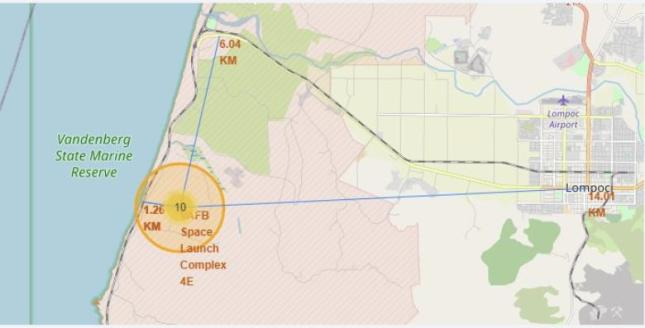 6.04
KM
Vandenberg
State Marine
Reserve
Lompoc
Airport
Lompoc
14.01
KM
1.26
KM
10
AFB
Space
Launch
Complex
4E